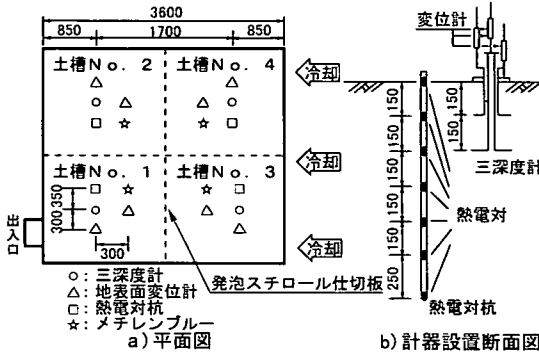 3600
850 1700 850
土槽No.2 土槽No.4
冷却
冷却
土槽No.1 土槽No.3
300 350
300
冷却
出入口
発泡スチロール仕切板
○：三深度計
△：地表面変位計
□：熱電対杭
☆：メチレンブルー
a)平面図
変位計
150 150 150 150 150 250
150 150
三深度計
熱電対
熱電対杭
b)計器設置断面図